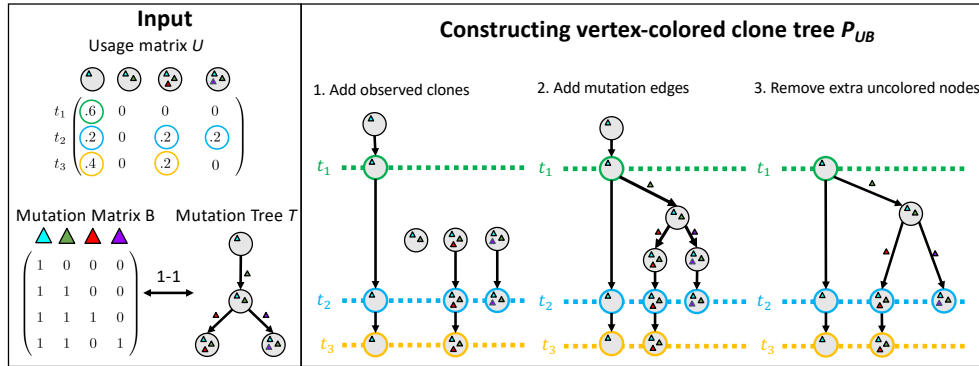 Input
Usage matrix U
t1 .6 0 0 0
t2 .2 0 .2 .2
t3 .4 0 .2 0
Mutation Matrix B
1 0 0 0
1 1 0 0
1 1 1 0
1 1 0 1
1-1
Mutation Tree T
Constructing vertex-colored clone tree PUB
1. Add observed clones
t1
t2
t3
2. Add mutation edges
t1
t2
t3
3. Remove extra uncolored nodes
t1
t2
t3